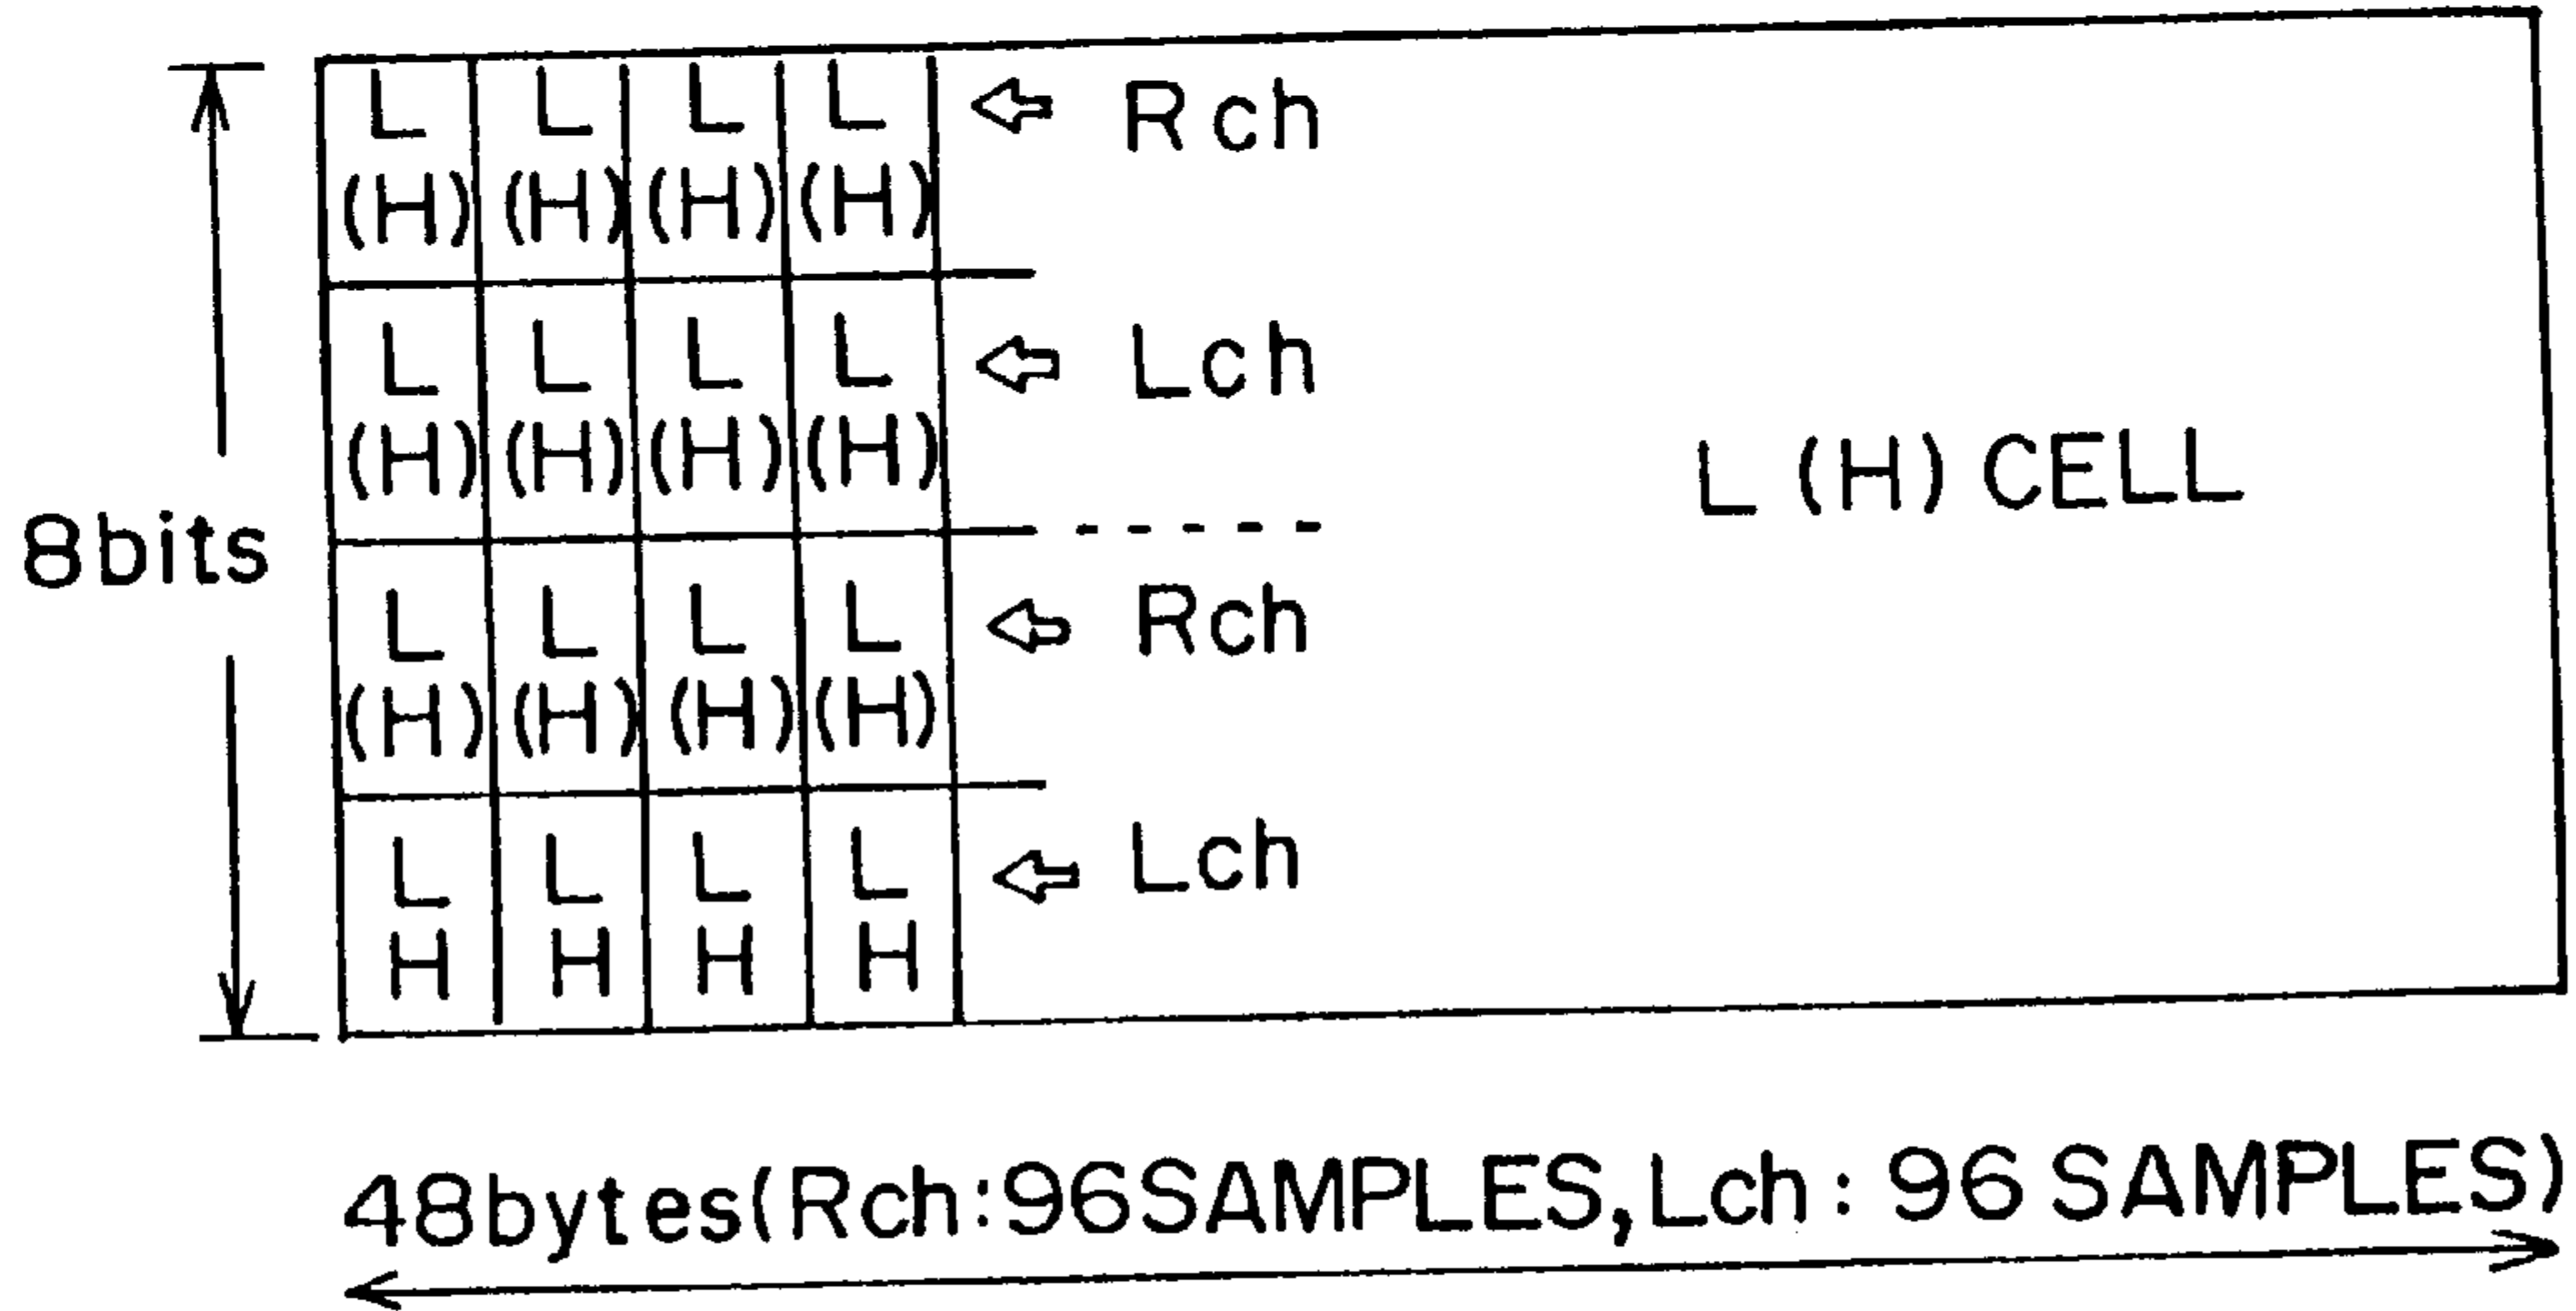 L L L L Rch
(H) (H) (H) (H)
L L L L Lch
(H) (H) (H) (H)
L (H) CELL
8bits
L L L L Rch
(H) (H) (H) (H)
L L L L Lch
H H H H
48bytes(Rch:96SAMPLES,Lch: 96 SAMPLES)